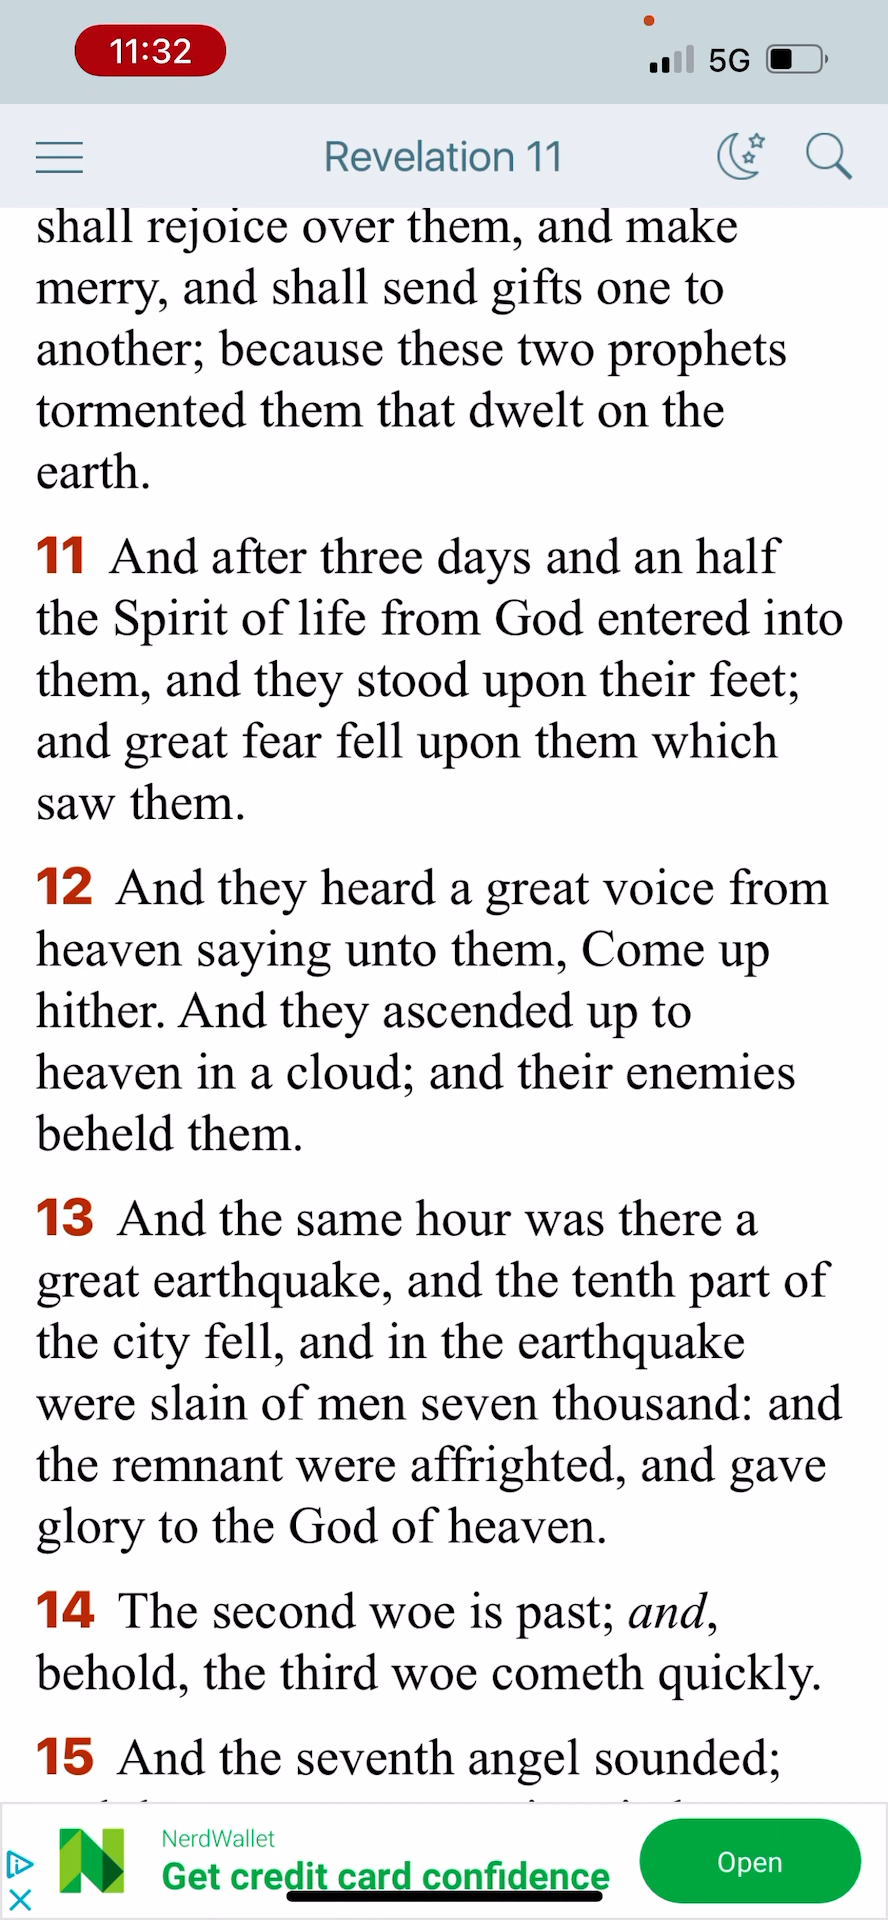 11:32
5G
Revelation 11
shall rejoice over them, and make
merry, and shall send gifts one to
another; because these two prophets
tormented them that dwelt on the
earth.
11 And after three days and an half
the Spirit of life from God entered into
them, and they stood upon their feet;
and great fear fell upon them which
saw them.
12 And they heard a great voice from
heaven saying unto them, Come up
hither. And they ascended up to
heaven in a cloud; and their enemies
beheld them.
13 And the same hour was there a
great earthquake, and the tenth part of
the city fell, and in the earthquake
were slain of men seven thousand: and
the remnant were affrighted, and gave
glory to the God of heaven.
14 The second woe is past; and,
behold, the third woe cometh quickly.
15 And the seventh angel sounded;
NerdWallet
Get credit card confidence
Open